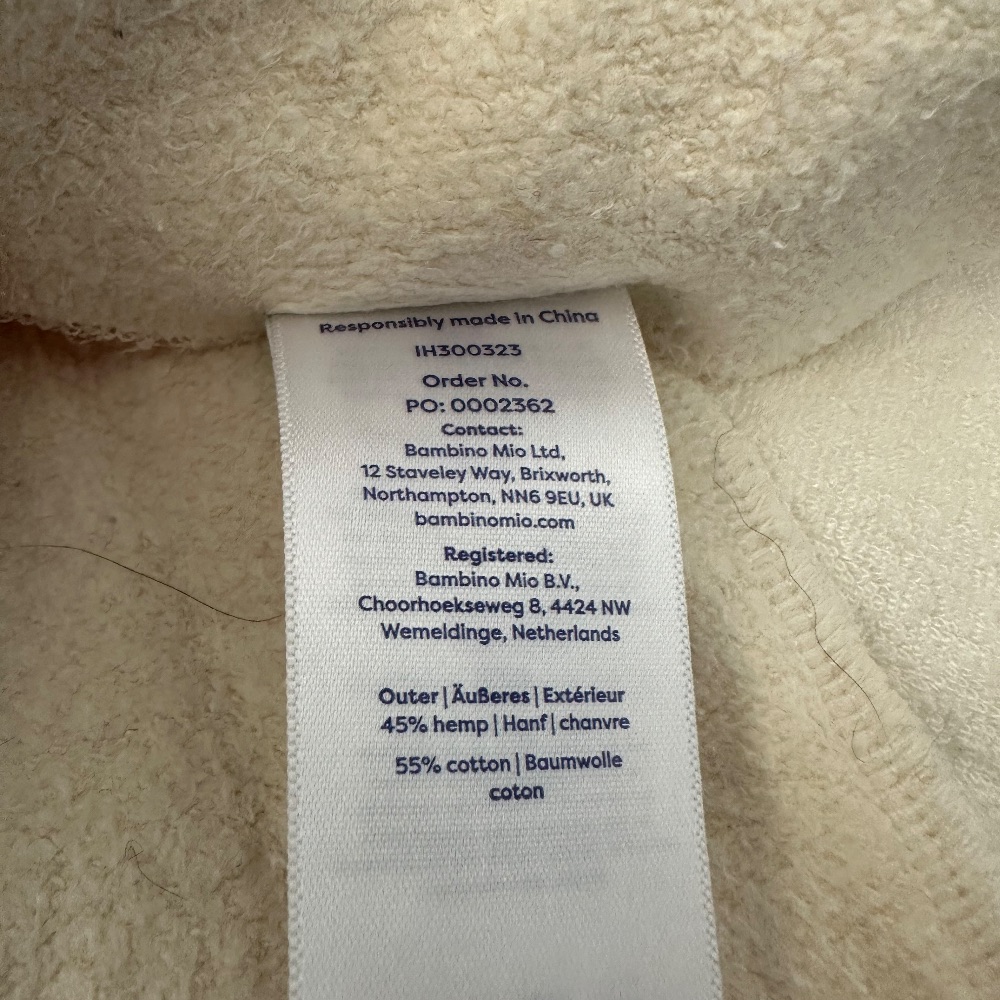 Responsibly made in China
IH300323
Order No.
PO: 0002362
Contact:
Bambino Mio Ltd,
12 Staveley Way, Brixworth,
Northampton, NN6 9EU, UK
bambinomio.com
Registered:
Bambino Mio B.V.,
Choorhoekseweg 8, 4424 NW
Wemeldinge, Netherlands
Outer | Äußeres | Extérieur
45% hemp | Hanf | chanvre
55% cotton | Baumwolle
coton